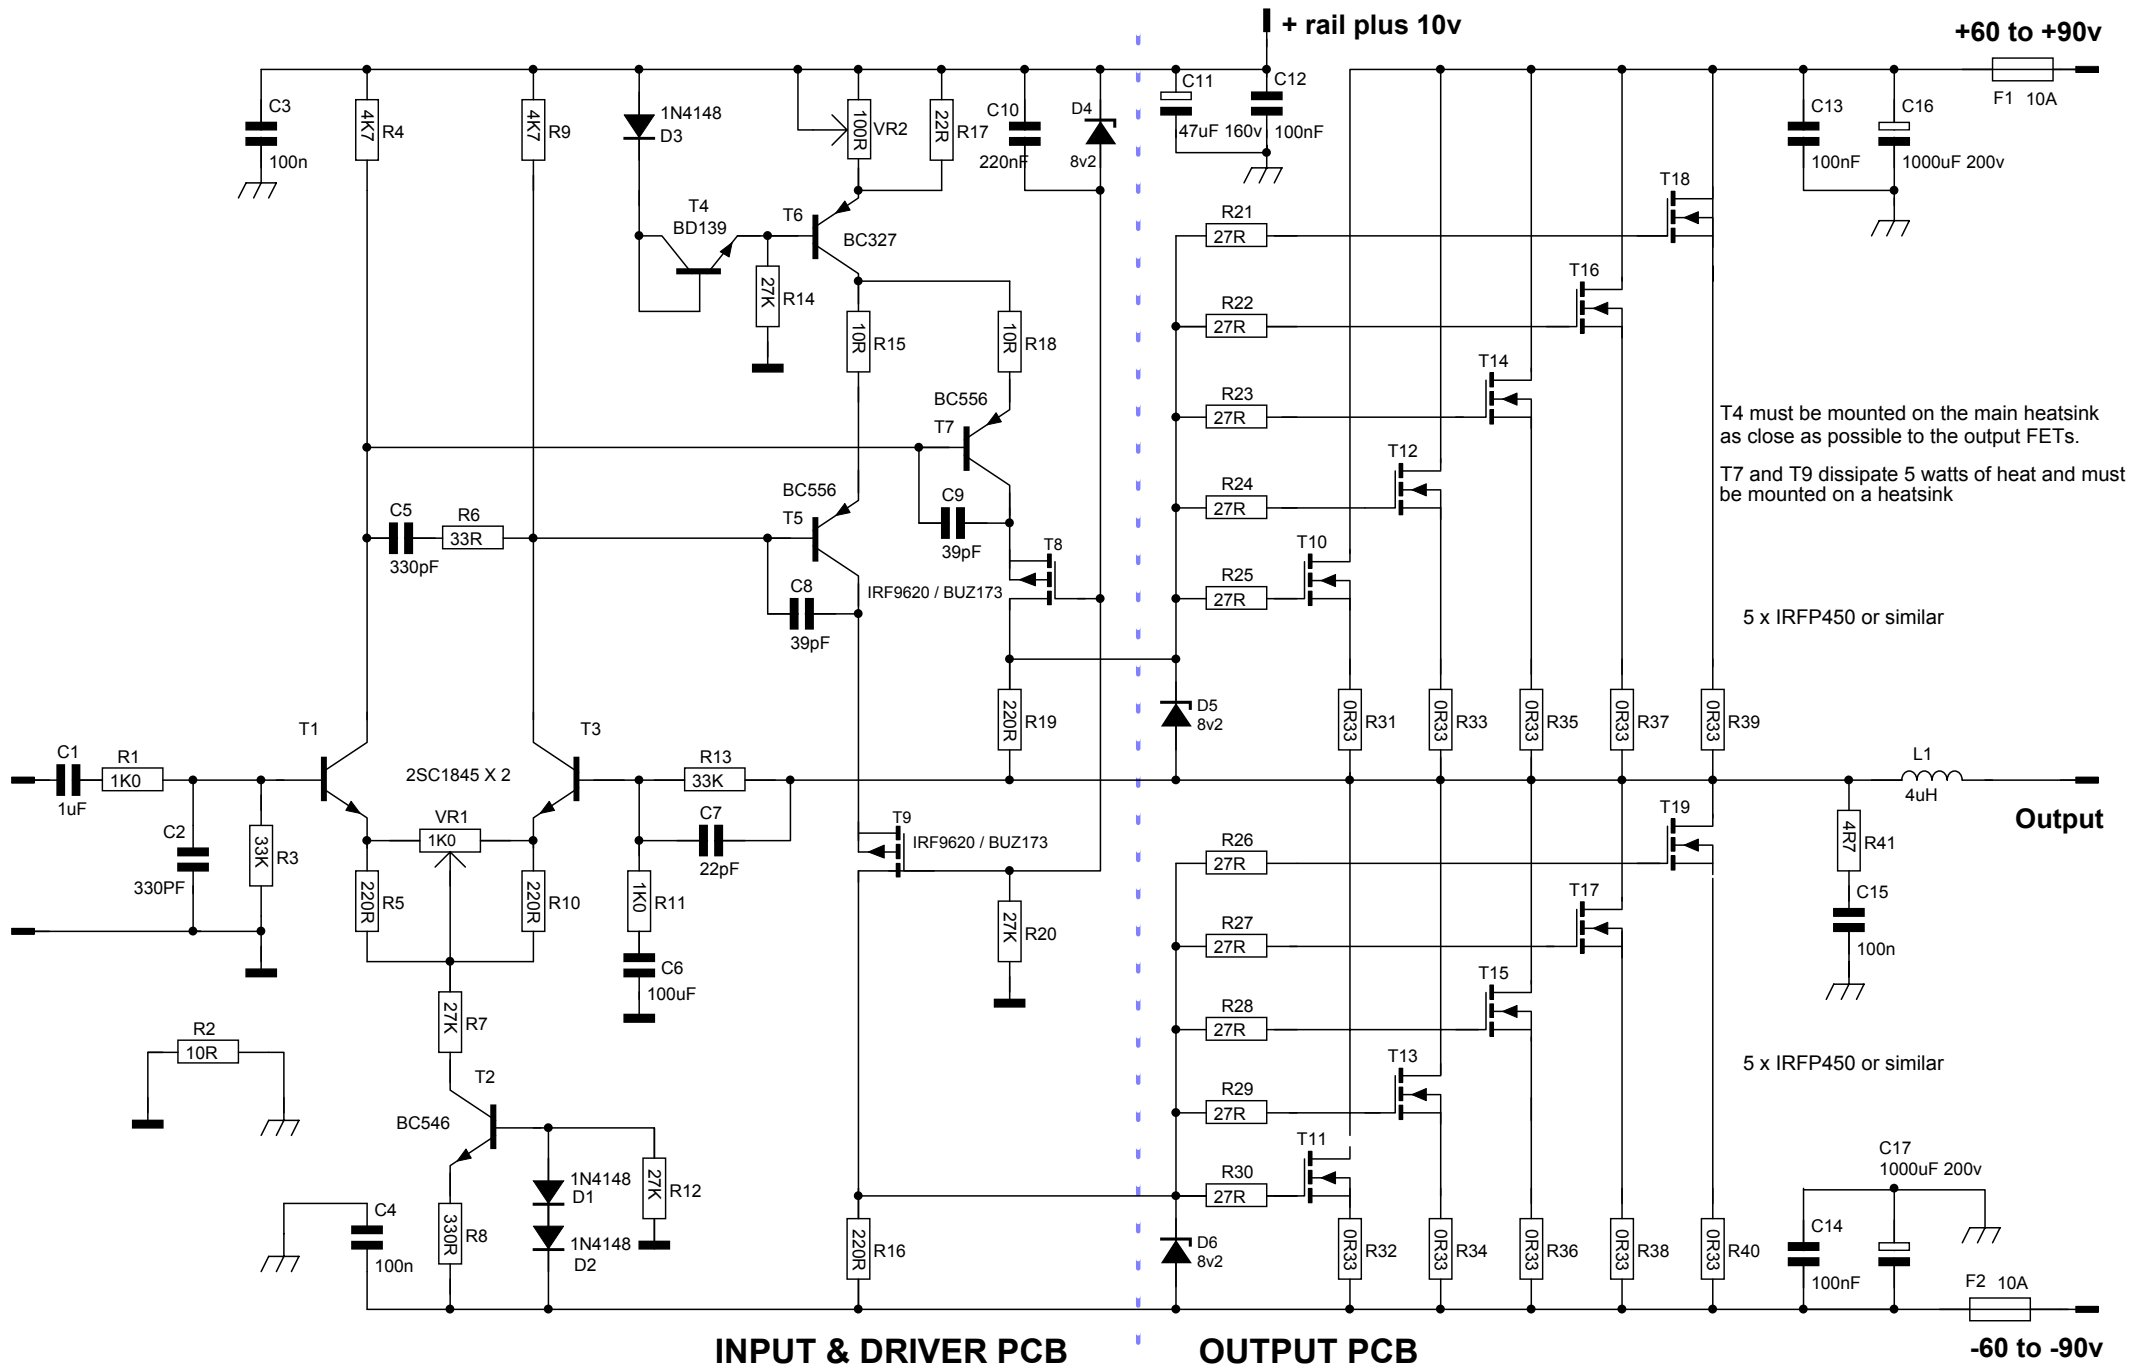 + rail plus 10v
+60 to +90v
C3
100n
4K7
R4
4K7
R9
1N4148
D3
100R
VR2
22R
R17
C10
220nF
D4
8v2
C11
47uF 160v
C12
100nF
C13
100nF
C16
1000uF 200v
F1 10A
T4
BD139
T6
BC327
27K
R14
10R
R15
10R
R18
BC556
T7
BC556
T5
C9
39pF
C8
39pF
T8
IRF9620 / BUZ173
C5
330pF
R6
33R
R21
27R
T18
R22
27R
T16
R23
27R
T14
R24
27R
T12
R25
27R
T10
T4 must be mounted on the main heatsink
as close as possible to the output FETs.
T7 and T9 dissipate 5 watts of heat and must
be mounted on a heatsink
5 x IRFP450 or similar
220R
R19
D5
8v2
0R33
R31
0R33
R33
0R33
R35
0R33
R37
0R33
R39
T1
C1
1uF
R1
1K0
C2
330PF
33K
R3
2SC1845 X 2
T3
VR1
1K0
220R
R5
220R
R10
R13
33K
C7
22pF
1K0
R11
C6
100uF
T9
IRF9620 / BUZ173
27K
R20
L1
4uH
Output
4R7
R41
C15
100n
R26
27R
T19
R27
27R
T17
R28
27R
T15
R29
27R
T13
R30
27R
T11
5 x IRFP450 or similar
R2
10R
27K
R7
T2
BC546
330R
R8
1N4148
D1
1N4148
D2
27K
R12
C4
100n
220R
R16
D6
8v2
0R33
R32
0R33
R34
0R33
R36
0R33
R38
0R33
R40
C14
100nF
C17
1000uF 200v
F2 10A
-60 to -90v
INPUT & DRIVER PCB
OUTPUT PCB